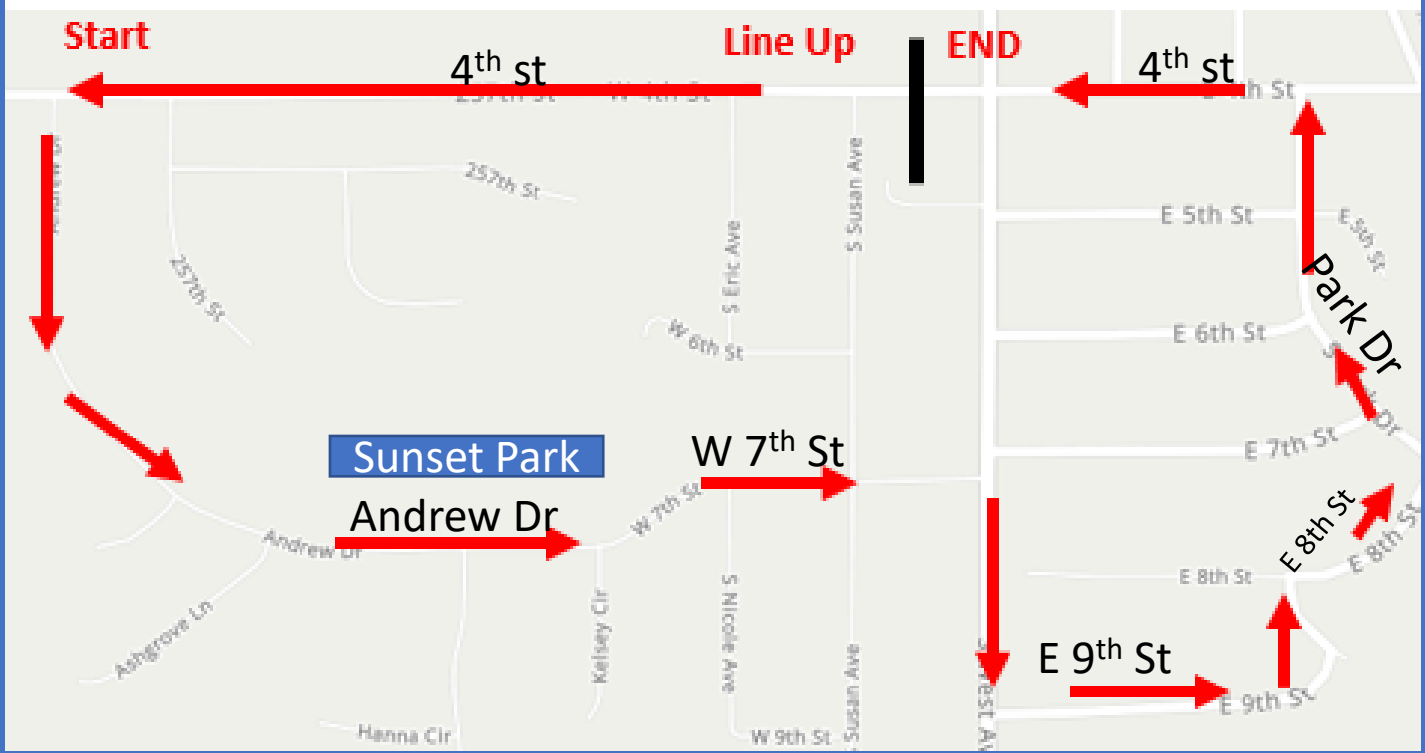 Start
Line Up
END
4th st
4th st
257th St
W 4th St
257th St
257th St
S Eric Ave
S Susan Ave
W 6th St
E 5th St
E 5th St
E 6th St
Park Dr
Dr
E 7th St
Sunset Park
W 7th St
W 7th St
Andrew Dr
Andrew Dr
E 8th St
E 8th St
E 8th St
Ashgrove Ln
Kelsey Cir
S Nicole Ave
Susan Ave
E 9th St
E 9th St
Hanna Cir
W 9th St